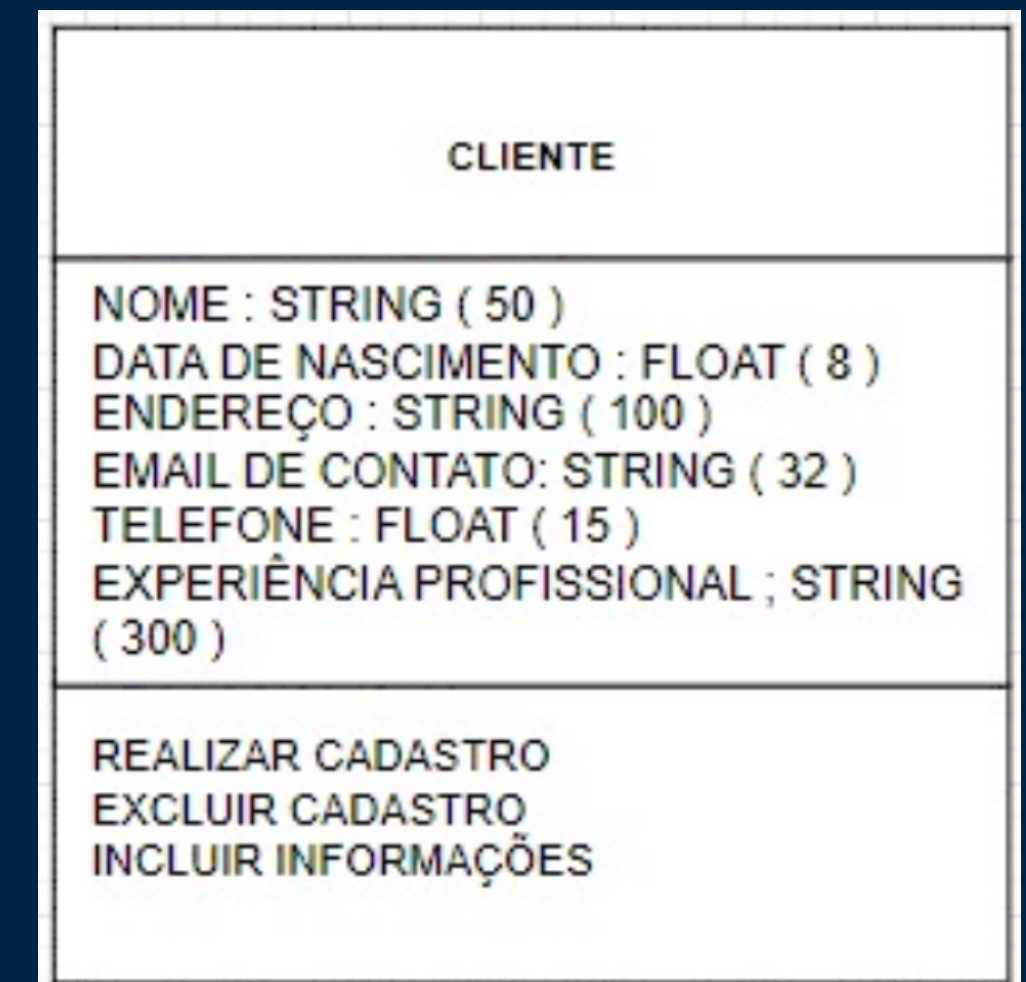 CLIENTE
NOME : STRING ( 50 )
DATA DE NASCIMENTO : FLOAT ( 8 )
ENDEREÇO : STRING ( 100 )
EMAIL DE CONTATO: STRING ( 32 )
TELEFONE : FLOAT ( 15 )
EXPERIÊNCIA PROFISSIONAL ; STRING
( 300 )
REALIZAR CADASTRO
EXCLUIR CADASTRO
INCLUIR INFORMAÇÕES